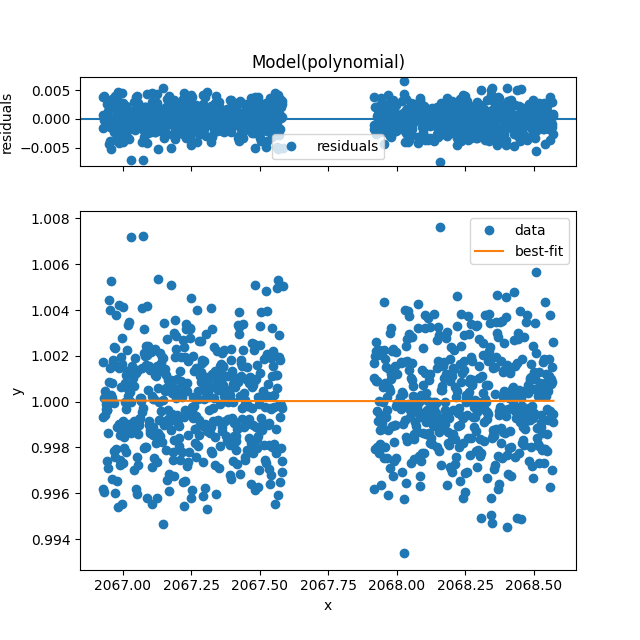 Model(polynomial)
residuals
0.005
0.000
−0.005
residuals
y
1.008
1.006
1.004
1.002
1.000
0.998
0.996
0.994
data
best-fit
2067.00 2067.25 2067.50 2067.75 2068.00 2068.25 2068.50
x